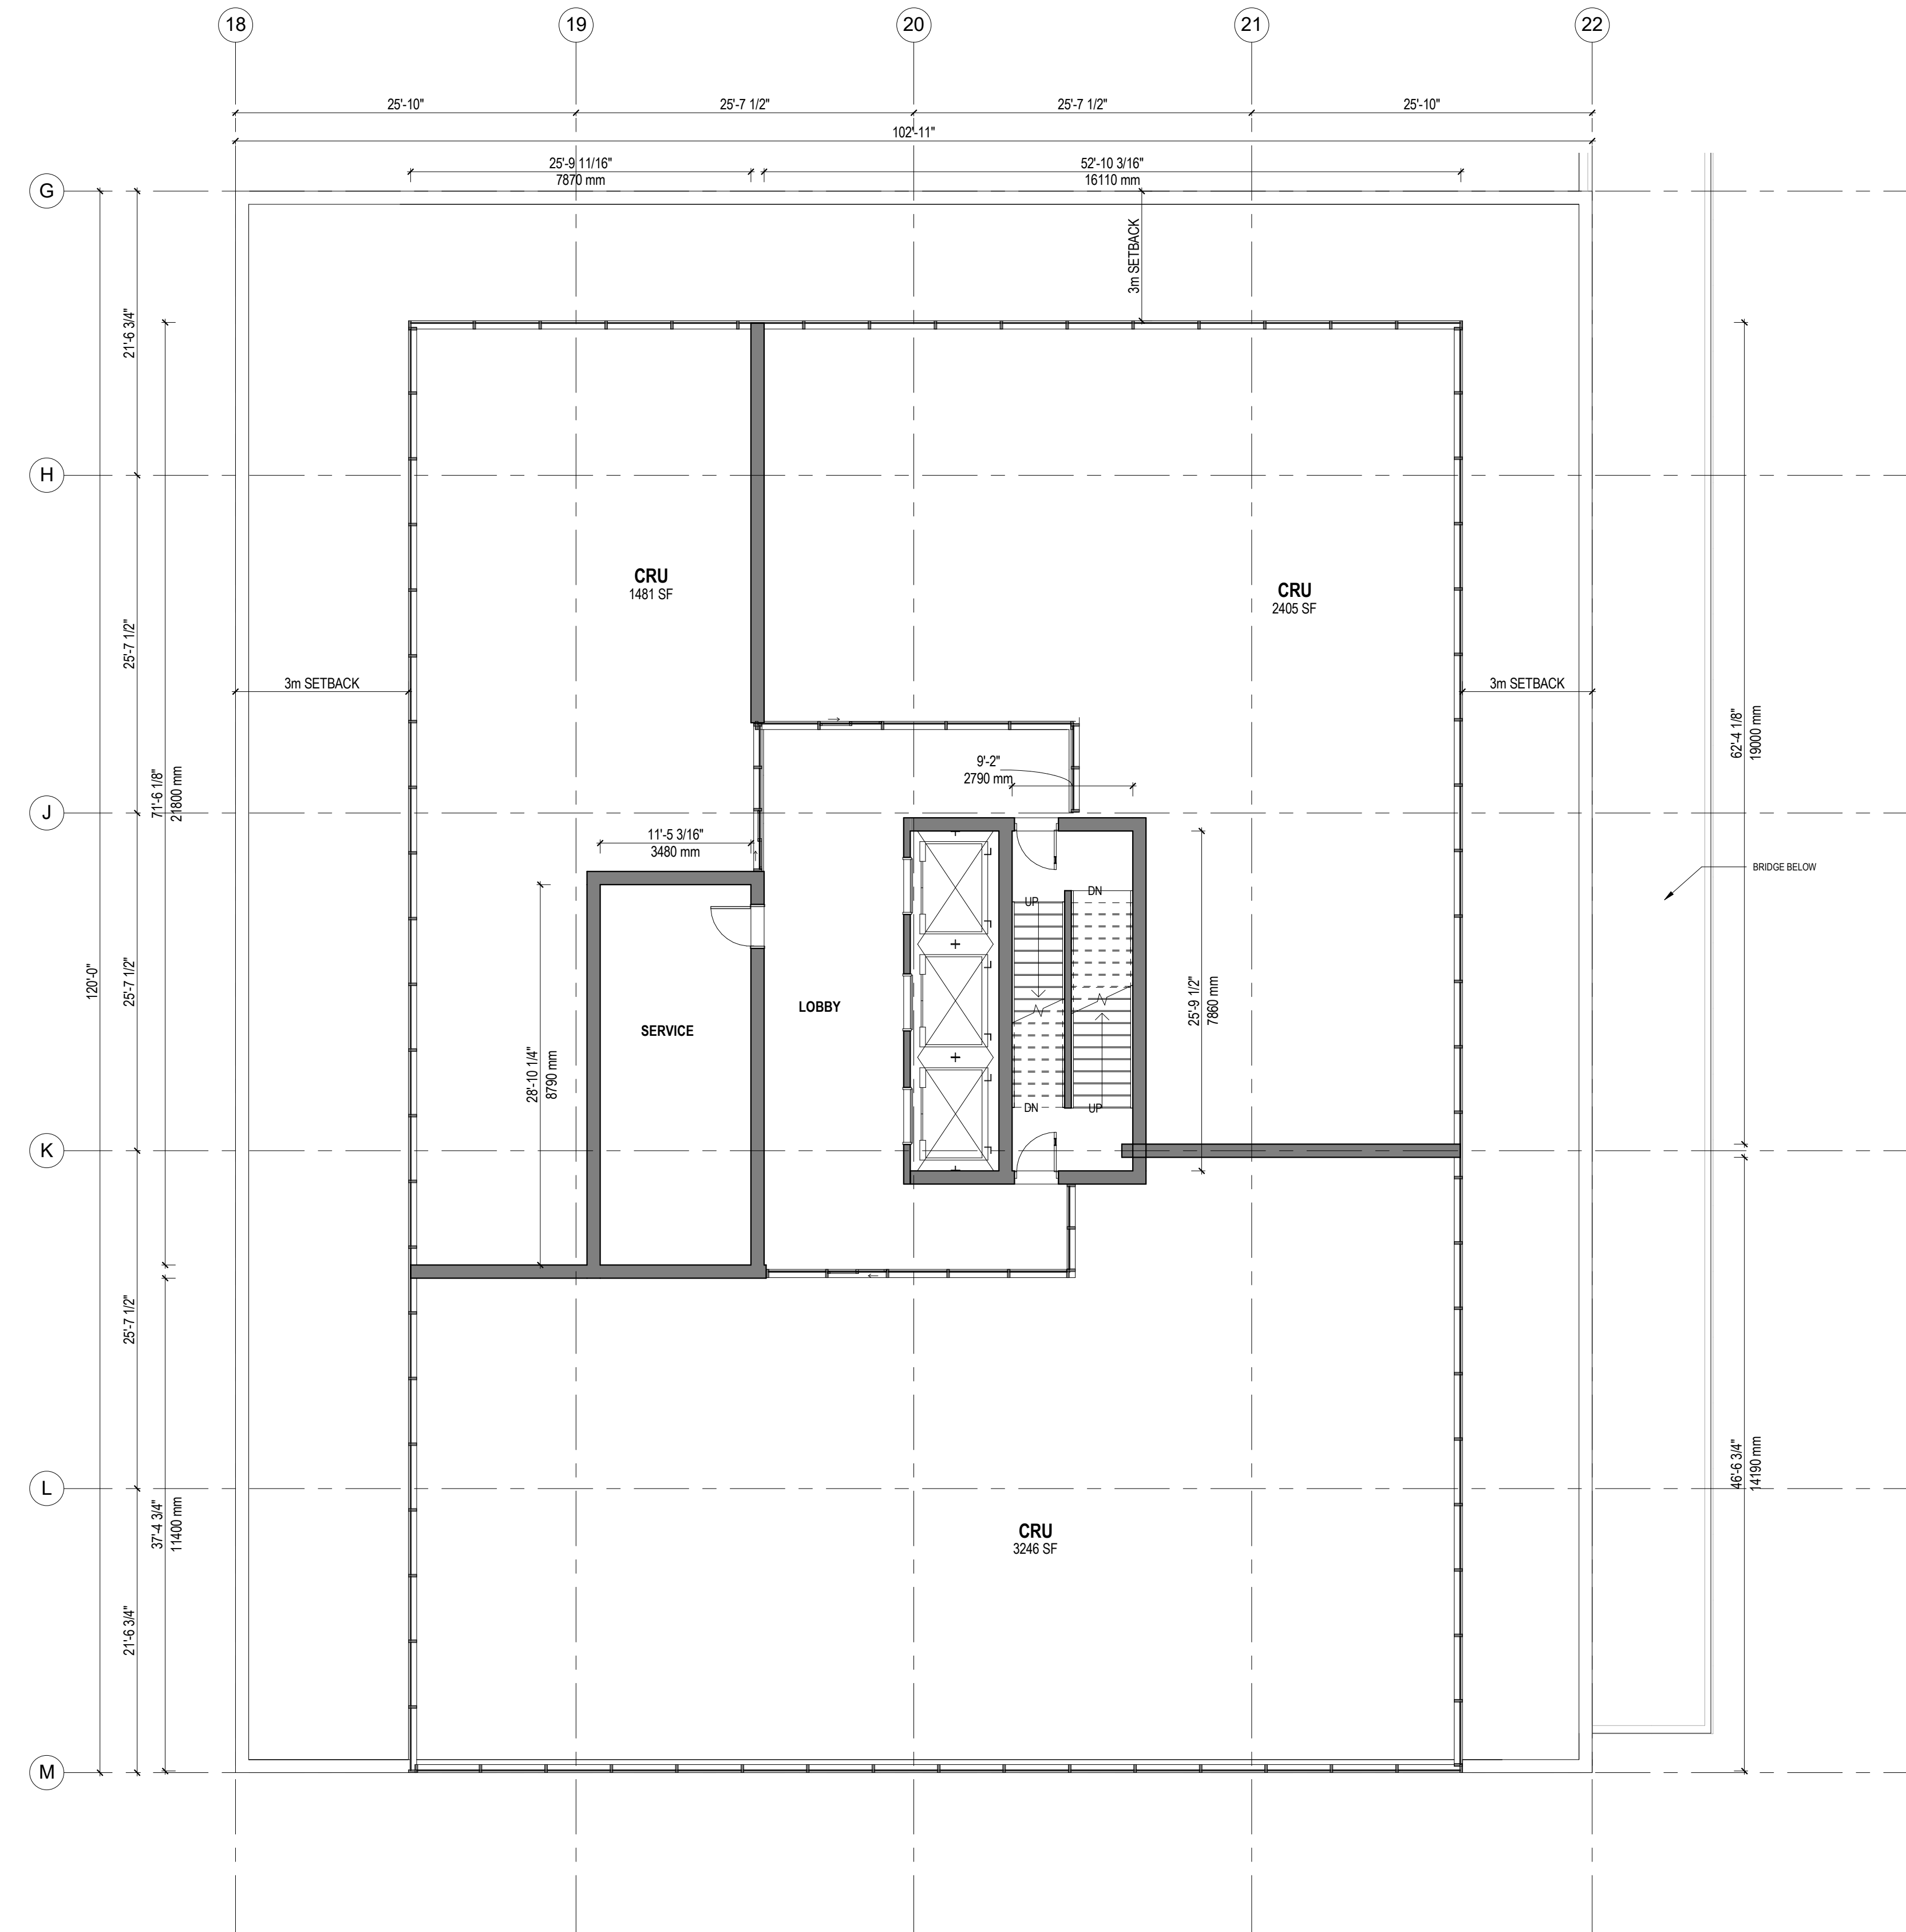 18
19
20
21
22
25'-10"
25'-7 1/2"
25'-7 1/2"
25'-10"
102'-11"
25'-9 11/16"
7870 mm
52'-10 3/16"
16110 mm
G
3m SETBACK
21'-6 3/4"
H
CRU
1481 SF
CRU
2405 SF
25'-7 1/2"
3m SETBACK
3m SETBACK
62'-4 1/8"
19000 mm
71'-6 1/8"
21800 mm
9'-2"
2790 mm
J
11'-5 3/16"
3480 mm
BRIDGE BELOW
UP
DN
120'-0"
25'-7 1/2"
LOBBY
25'-9 1/2"
7860 mm
SERVICE
28'-10 1/4"
8790 mm
DN
UP
K
25'-7 1/2"
L
46'-6 3/4"
14190 mm
37'-4 3/4"
11400 mm
CRU
3246 SF
21'-6 3/4"
M